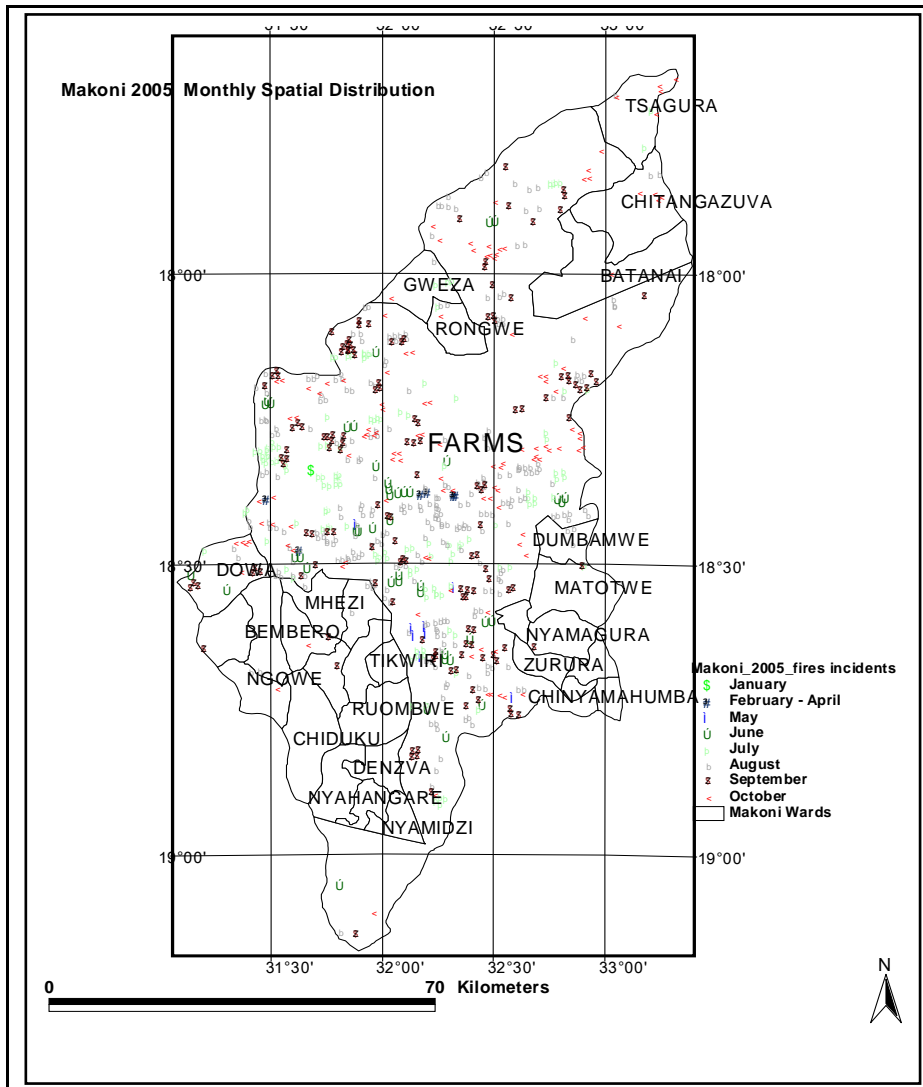 31°30' 32°00' 32°30' 33°00'
Makoni 2005 Monthly Spatial Distribution
TSAGURA
CHITANGAZUVA
18°00' BATANAI 18°00'
GWEZA
RONGWE
FARMS
DUMBAMWE
18°30' DOWA 18°30'
MATOTWE
MHEZI
BEMBERO NYAMAGURA
TIKWIRI ZURURA
NGOWE
CHINYAMAHUMBA
RUOMBWE
CHIDUKU
DENZVA
NYAHANGARE
NYAMIDZI
Makoni_2005_fires incidents
$ January
# February - April
Ì May
Ú June
p July
b August
z September
< October
Makoni Wards
19°00' 19°00'
31°30' 32°00' 32°30' 33°00'
0 70 Kilometers
N